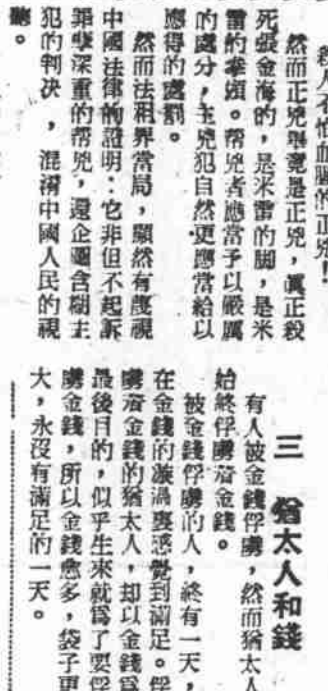 殺人不怕血腥的正兇!
然而正兇畢竟是正兇,真正殺
死張金海的,是米雷的脚,是米
雷的拳頭。幫兇者應當予以嚴厲
的處分,主兇犯自然更應當給以
應得的處罰。
然而法租界當局,顯然有蔑視
中國法律的證明:它非但不起訴
罪孽深重的幫兇,還企圖含糊主
犯的判決,混淆中國人民的視
聽。
三 猶太人和錢
有人被金錢俘虜,然而猶太人
始終俘虜着金錢。
被金錢俘虜的人,終有一天,
在金錢的漩渦裏感覺到滿足。俘
虜着金錢的猶太人,却以金錢爲
最後目的,似乎生來就爲了要俘
虜金錢,所以金錢愈多,袋子更
大,永沒有滿足的一天。